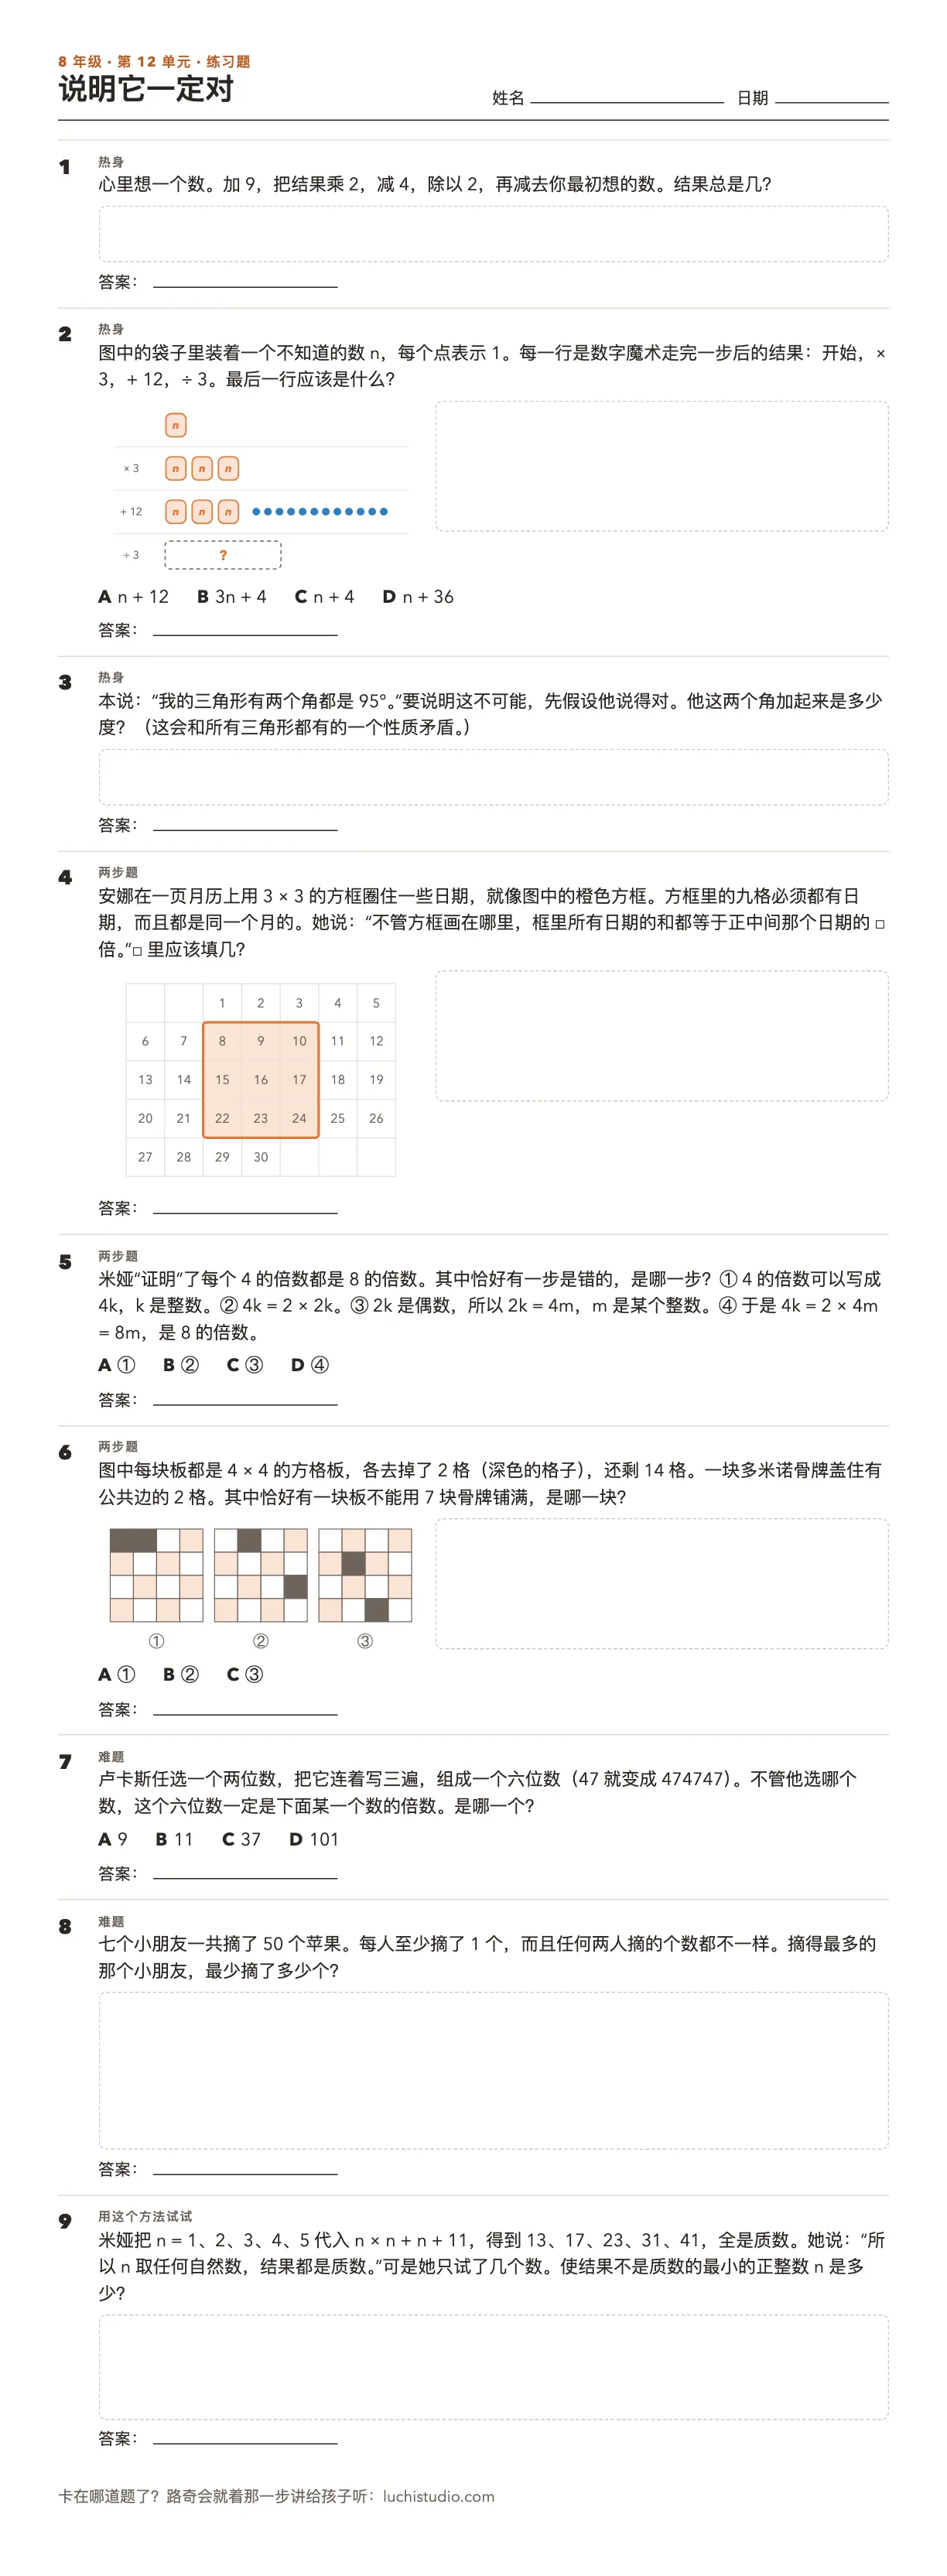 8 年级 · 第 12 单元 · 练习题
说明它一定对
姓名 日期
1
热身
心里想一个数。加 9，把结果乘 2，减 4，除以 2，再减去你最初想的数。结果总是几？
答案：
2
热身
图中的袋子里装着一个不知道的数 n，每个点表示 1。每一行是数字魔术走完一步后的结果：开始，×
3，+ 12，÷ 3。最后一行应该是什么？
n
× 3 n n n
+ 12 n n n
÷ 3 ?
A n + 12 B 3n + 4 C n + 4 D n + 36
答案：
3
热身
本说：“我的三角形有两个角都是 95°。”要说明这不可能，先假设他说得对。他这两个角加起来是多少
度？（这会和所有三角形都有的一个性质矛盾。）
答案：
4
两步题
安娜在一页月历上用 3 × 3 的方框圈住一些日期，就像图中的橙色方框。方框里的九格必须都有日
期，而且都是同一个月的。她说：“不管方框画在哪里，框里所有日期的和都等于正中间那个日期的 □
倍。”□ 里应该填几？
1 2 3 4 5
6 7 8 9 10 11 12
13 14 15 16 17 18 19
20 21 22 23 24 25 26
27 28 29 30
答案：
5
两步题
米娅“证明”了每个 4 的倍数都是 8 的倍数。其中恰好有一步是错的，是哪一步？① 4 的倍数可以写成
4k，k 是整数。② 4k = 2 × 2k。③ 2k 是偶数，所以 2k = 4m，m 是某个整数。④ 于是 4k = 2 × 4m
= 8m，是 8 的倍数。
A ① B ② C ③ D ④
答案：
6
两步题
图中每块板都是 4 × 4 的方格板，各去掉了 2 格（深色的格子），还剩 14 格。一块多米诺骨牌盖住有
公共边的 2 格。其中恰好有一块板不能用 7 块骨牌铺满，是哪一块？
① ② ③
A ① B ② C ③
答案：
7
难题
卢卡斯任选一个两位数，把它连着写三遍，组成一个六位数（47 就变成 474747）。不管他选哪个
数，这个六位数一定是下面某一个数的倍数。是哪一个？
A 9 B 11 C 37 D 101
答案：
8
难题
七个小朋友一共摘了 50 个苹果。每人至少摘了 1 个，而且任何两人摘的个数都不一样。摘得最多的
那个小朋友，最少摘了多少个？
答案：
9
用这个方法试试
米娅把 n = 1、2、3、4、5 代入 n × n + n + 11，得到 13、17、23、31、41，全是质数。她说：“所
以 n 取任何自然数，结果都是质数。”可是她只试了几个数。使结果不是质数的最小的正整数 n 是多
少？
答案：
卡在哪道题了？路奇会就着那一步讲给孩子听：luchistudio.com